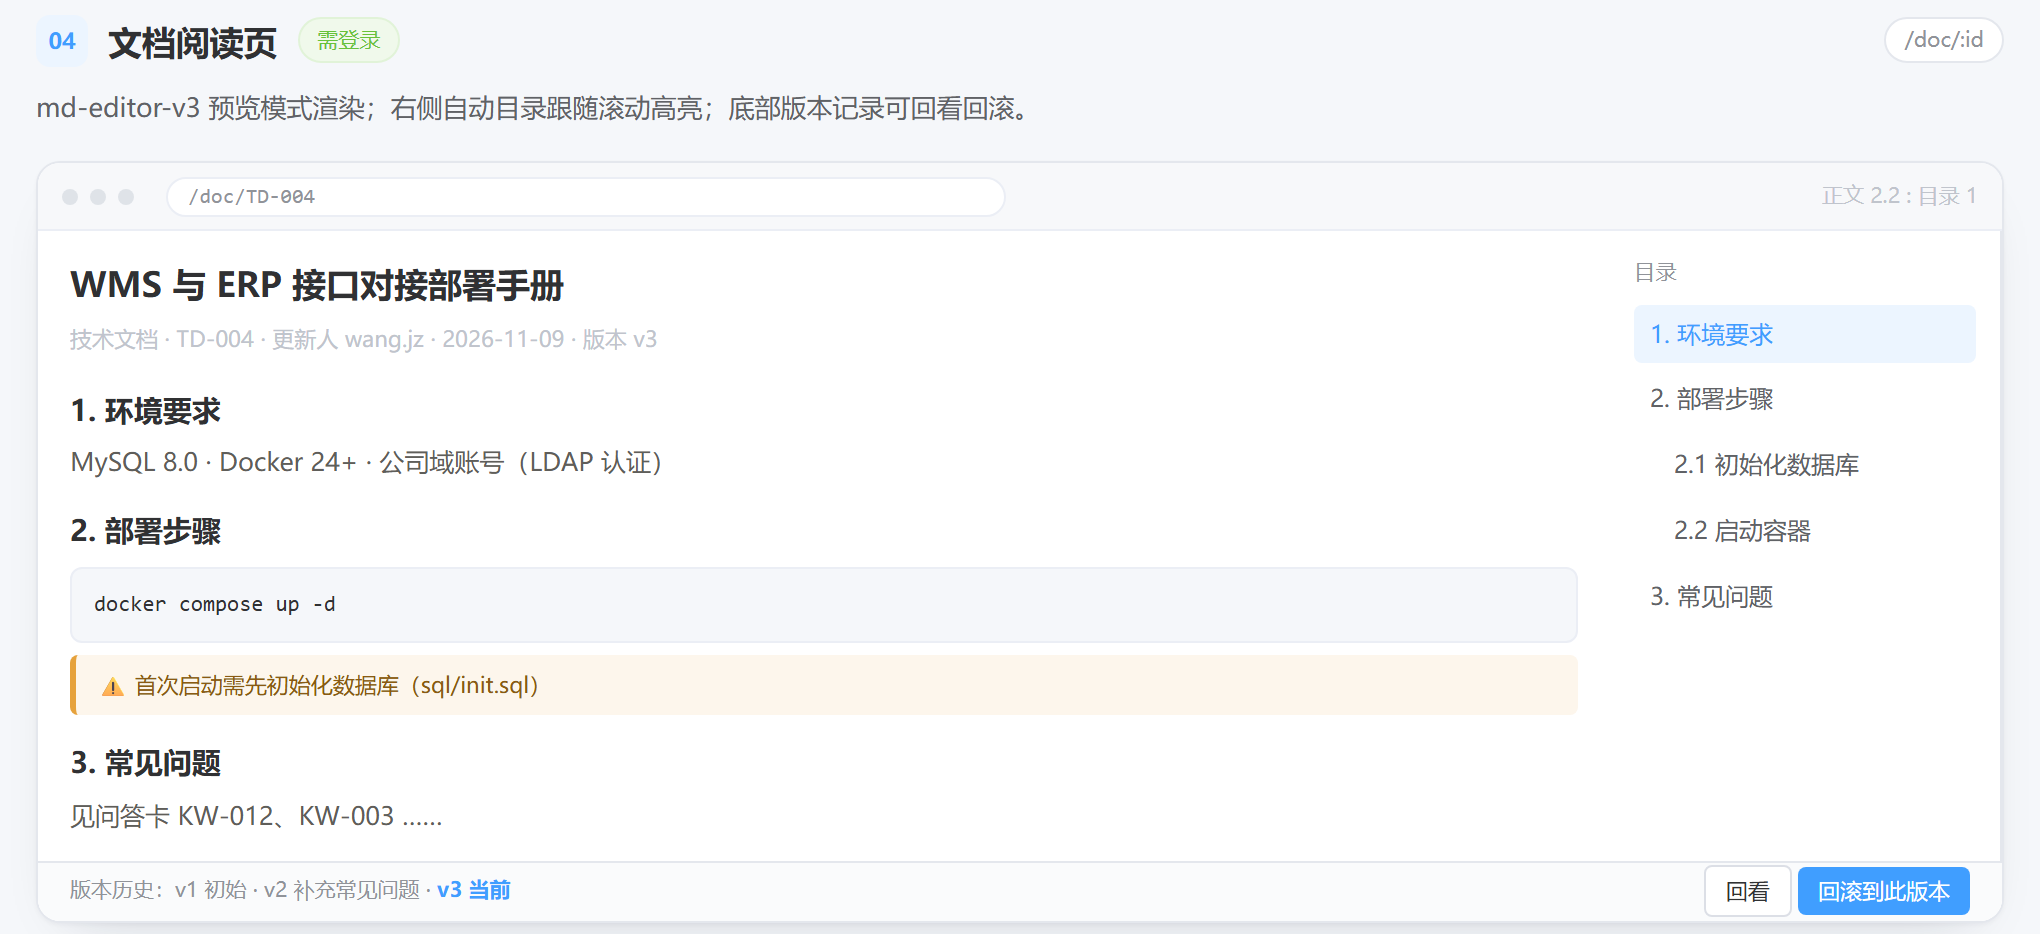 04 文档阅读页 需登录 /doc/:id
md-editor-v3 预览模式渲染；右侧自动目录跟随滚动高亮；底部版本记录可回看回滚。
/doc/TD-004 正文 2.2 : 目录 1
WMS 与 ERP 接口对接部署手册
技术文档 · TD-004 · 更新人 wang.jz · 2026-11-09 · 版本 v3
1. 环境要求
MySQL 8.0 · Docker 24+ · 公司域账号（LDAP 认证）
2. 部署步骤
docker compose up -d
⚠ 首次启动需先初始化数据库（sql/init.sql）
3. 常见问题
见问答卡 KW-012、KW-003 ......
目录
1. 环境要求
2. 部署步骤
2.1 初始化数据库
2.2 启动容器
3. 常见问题
版本历史：v1 初始 · v2 补充常见问题 · v3 当前 回看 回滚到此版本